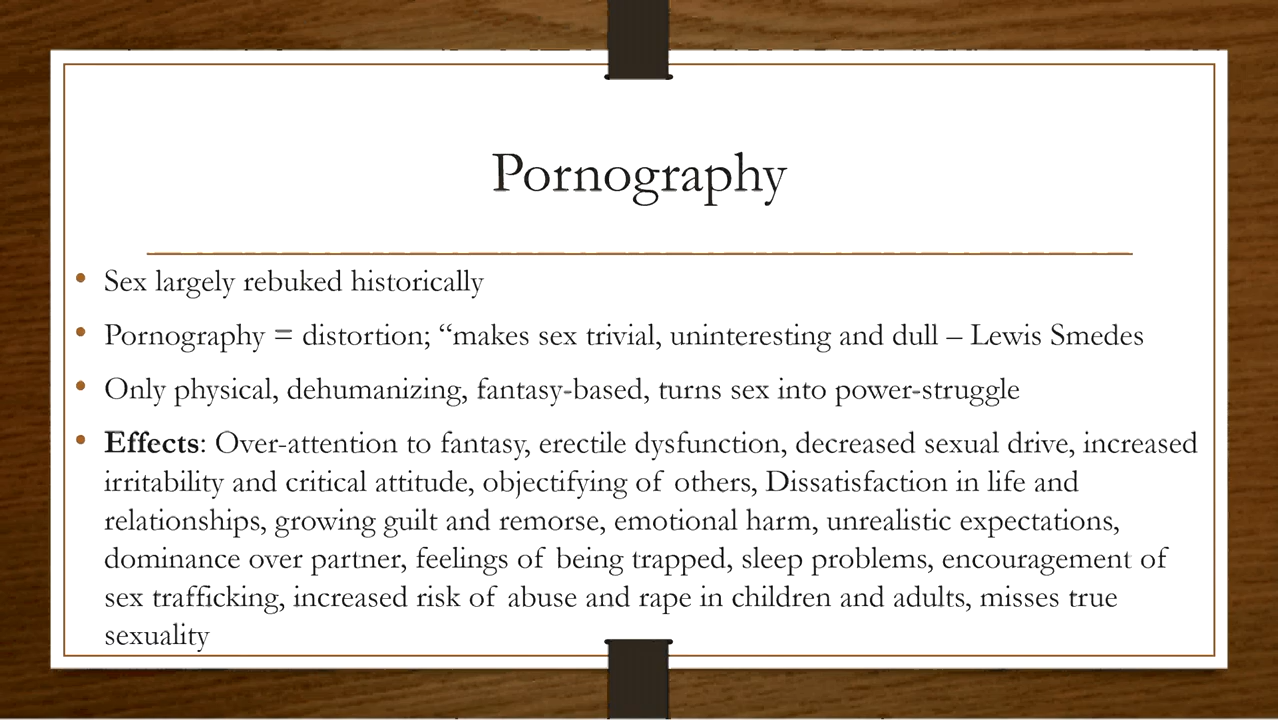 Pornography
• Sex largely rebuked historically
• Pornography = distortion; “makes sex trivial, uninteresting and dull – Lewis Smedes
• Only physical, dehumanizing, fantasy-based, turns sex into power-struggle
• Effects: Over-attention to fantasy, erectile dysfunction, decreased sexual drive, increased
irritability and critical attitude, objectifying of others, Dissatisfaction in life and
relationships, growing guilt and remorse, emotional harm, unrealistic expectations,
dominance over partner, feelings of being trapped, sleep problems, encouragement of
sex trafficking, increased risk of abuse and rape in children and adults, misses true
sexuality